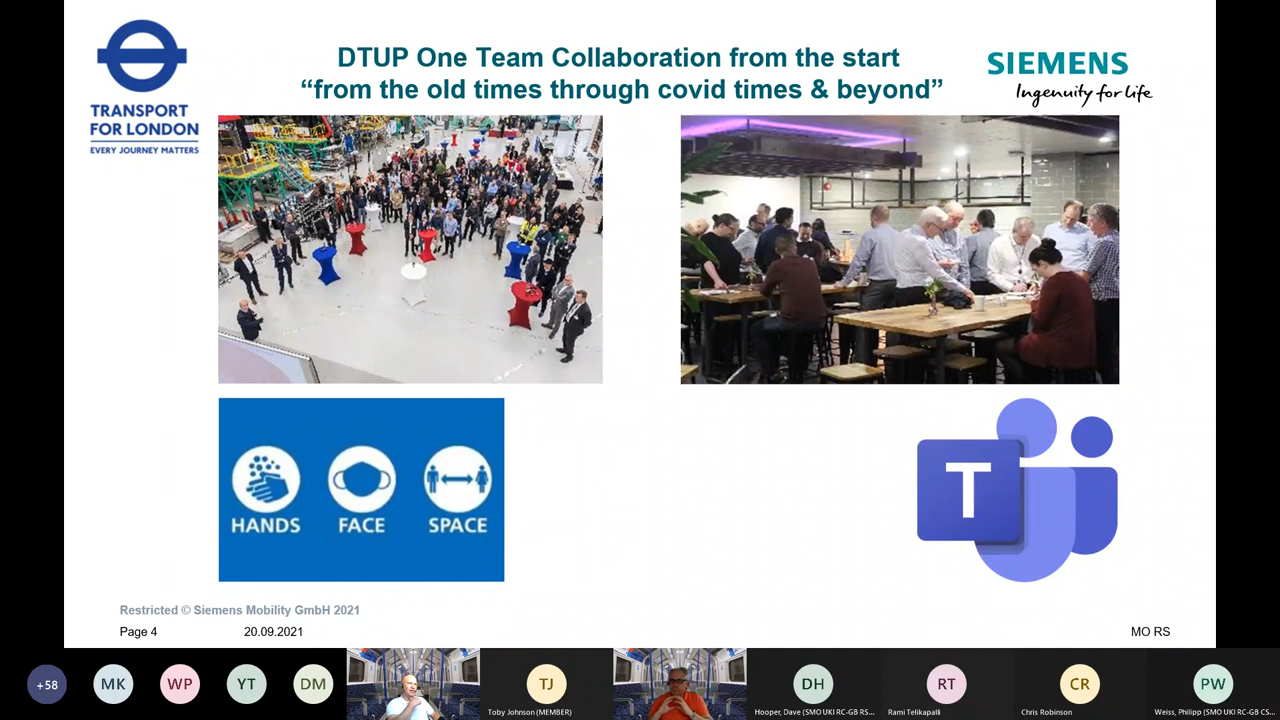 DTUP One Team Collaboration from the start
“from the old times through covid times & beyond”
TRANSPORT
FOR LONDON
EVERY JOURNEY MATTERS
SIEMENS
Ingenuity for life
HANDS
FACE
SPACE
T
Restricted © Siemens Mobility GmbH 2021
Page 4
20.09.2021
MO RS
+58
MK
WP
YT
DM
TJ
Toby Johnson (MEMBER)
DH
Hooper, Dave (SMO UKI RC-GB RS...
RT
Rami Telikapalli
CR
Chris Robinson
PW
Weiss, Philipp (SMO UKI RC-GB CS...